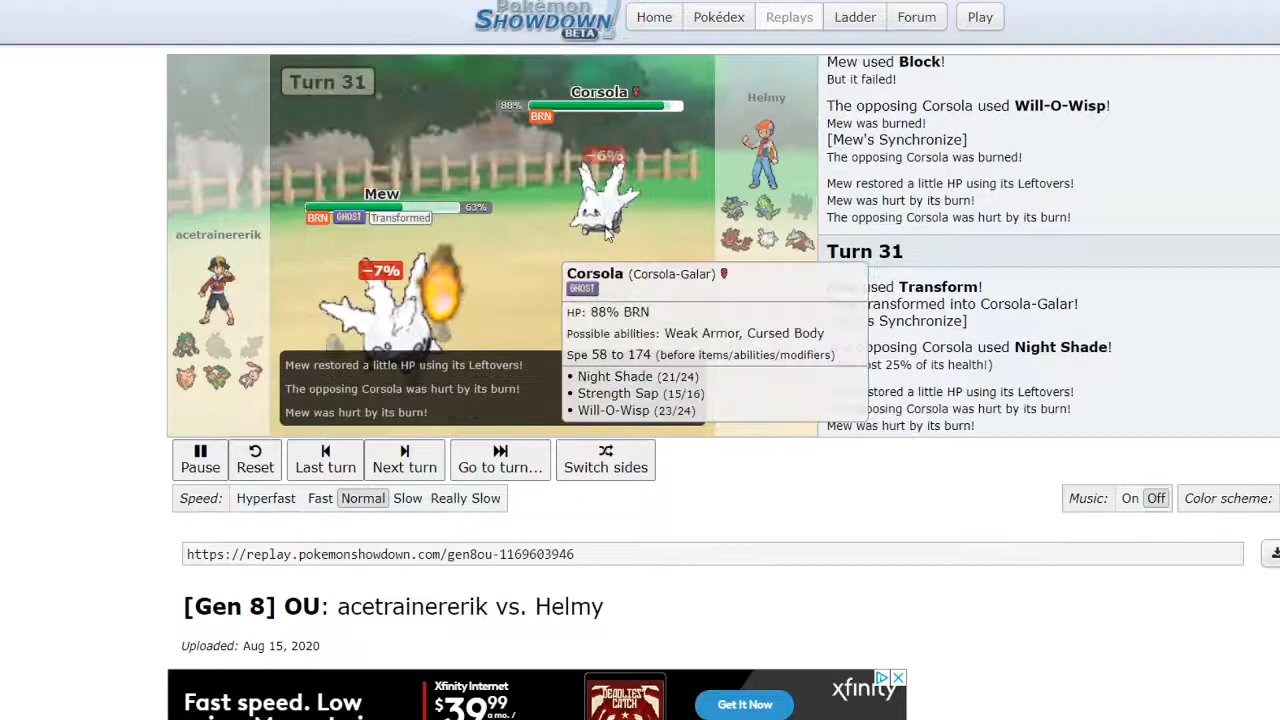 Pokémon
SHOWDOWN
BETA
Home
Pokédex
Replays
Ladder
Forum
Play
Turn 31
Corsola
88%
BRN
-6%
Mew
63%
BRN
GHOST
Transformed
-7%
acetrainererik
Helmy
Mew restored a little HP using its Leftovers!
The opposing Corsola was hurt by its burn!
Mew was hurt by its burn!
Corsola (Corsola-Galar)
GHOST
HP: 88% BRN
Possible abilities: Weak Armor, Cursed Body
Spe 58 to 174 (before items/abilities/modifiers)
• Night Shade (21/24)
• Strength Sap (15/16)
• Will-O-Wisp (23/24)
Mew used Block!
But it failed!
The opposing Corsola used Will-O-Wisp!
Mew was burned!
[Mew's Synchronize]
The opposing Corsola was burned!
Mew restored a little HP using its Leftovers!
Mew was hurt by its burn!
The opposing Corsola was hurt by its burn!
Turn 31
used Transform!
transformed into Corsola-Galar!
Synchronize]
opposing Corsola used Night Shade!
ost 25% of its health!)
restored a little HP using its Leftovers!
opposing Corsola was hurt by its burn!
Mew was hurt by its burn!
Pause
Reset
Last turn
Next turn
Go to turn...
Switch sides
Speed: Hyperfast Fast Normal Slow Really Slow
Music: On Off
Color scheme:
https://replay.pokemonshowdown.com/gen8ou-1169603946
[Gen 8] OU: acetrainererik vs. Helmy
Uploaded: Aug 15, 2020
Fast speed. Low
Xfinity Internet
$39.99
a mo./
DEADLIEST
CATCH
Get It Now
xfinity